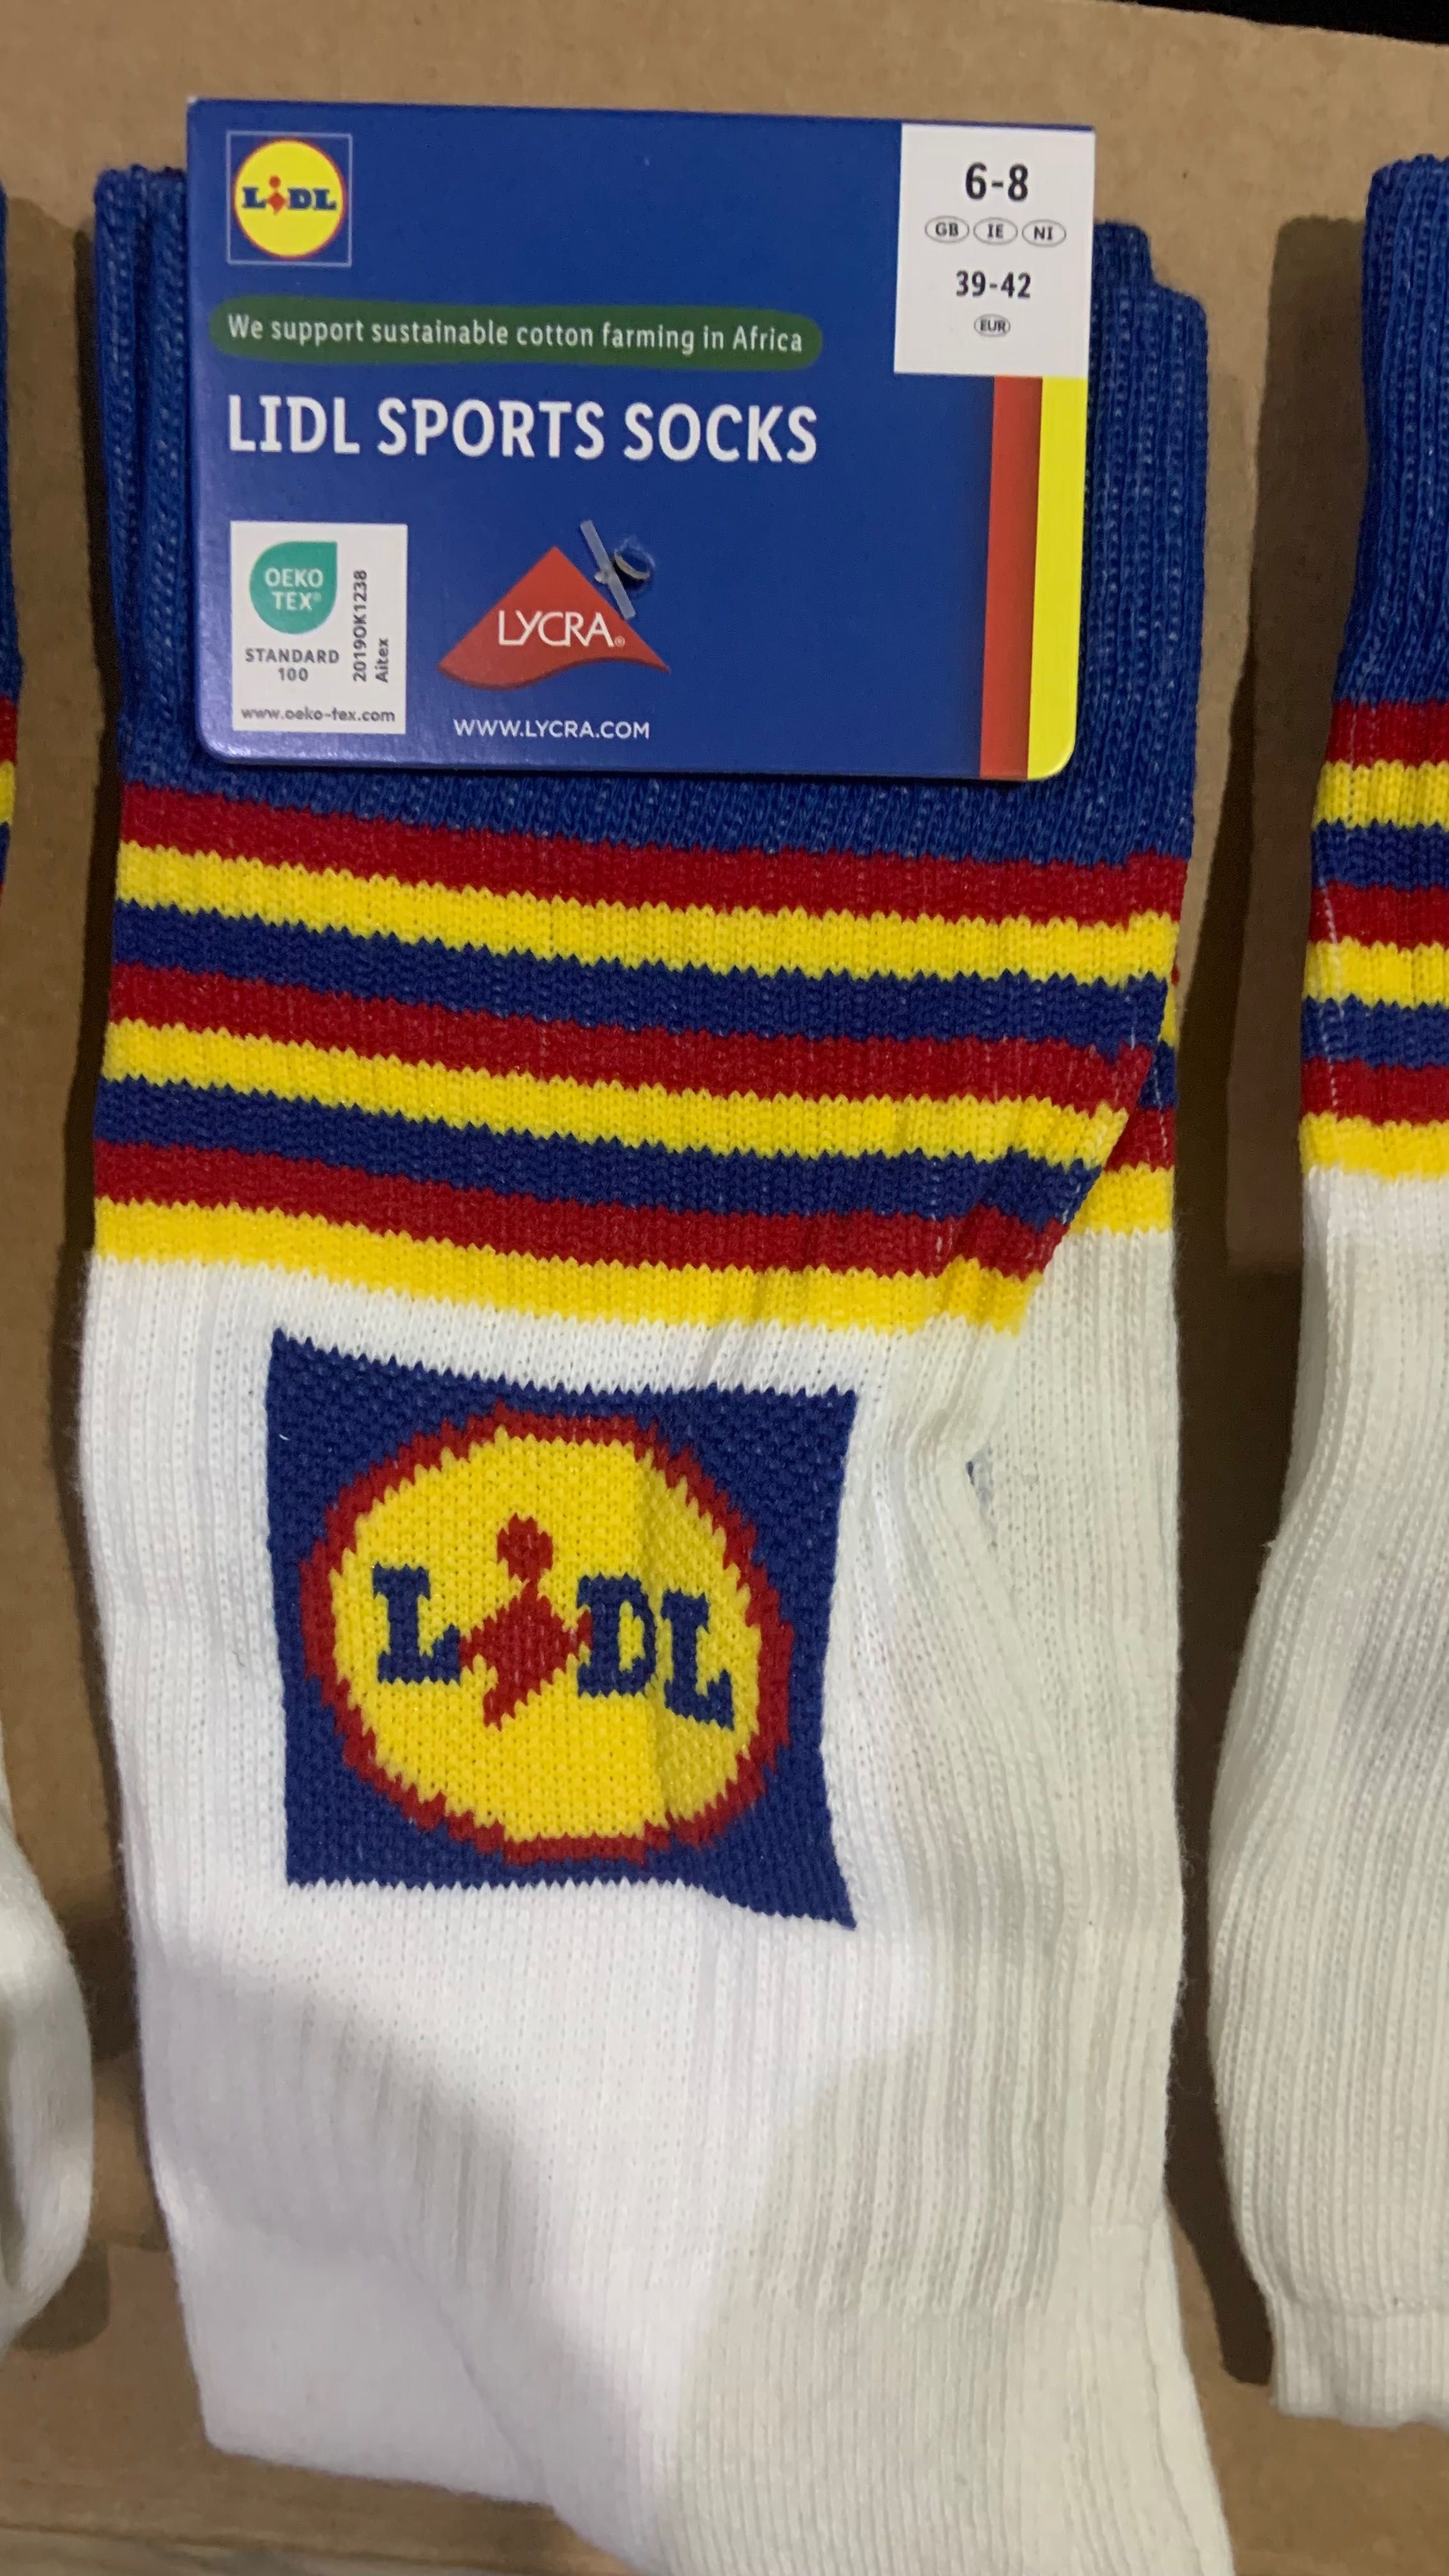 LIDL
6-8
GB IE NI
39-42
EUR
We support sustainable cotton farming in Africa
LIDL SPORTS SOCKS
OEKO
TEX®
STANDARD
100
2019OK1238
Aitex
www.oeko-tex.com
LYCRA®
WWW.LYCRA.COM
LIDL